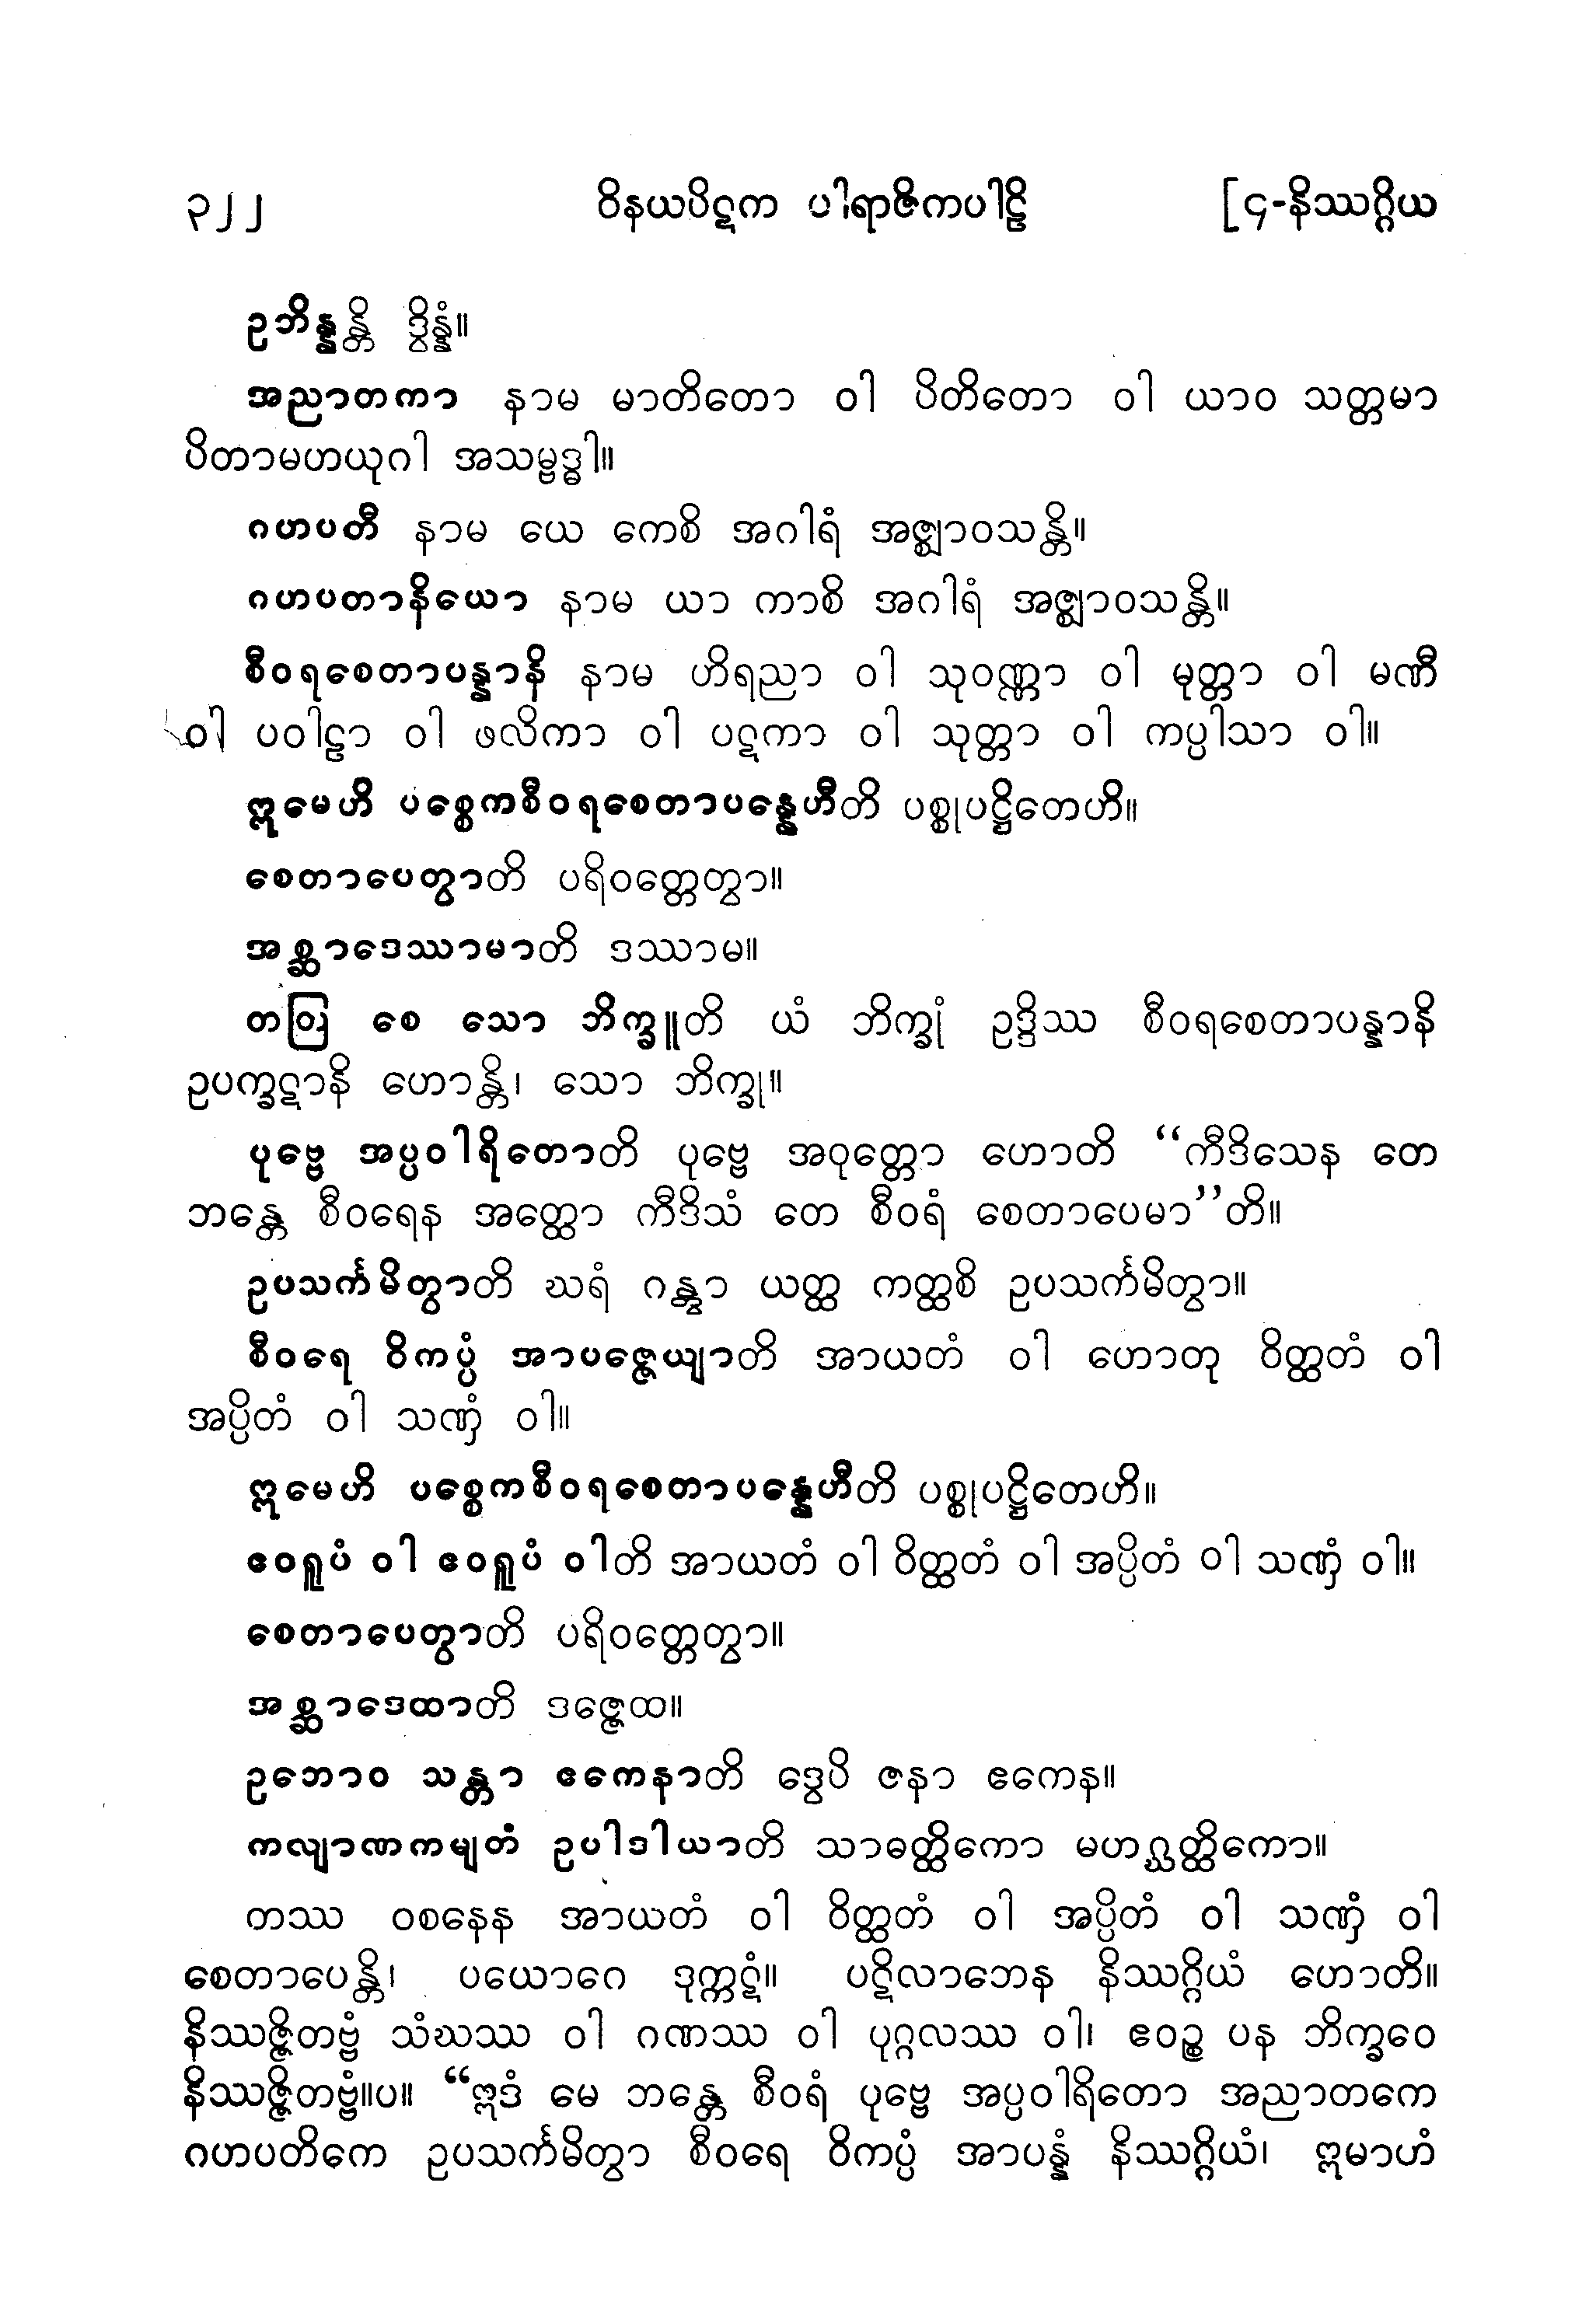 ၃၂၂ ဝိနယပိဋက ပါရာဇိကပါဠိ [၄-နိဿဂ္ဂိယ
ဥဘိန္နန္တိ ဒွိန္နံ။
အညာတကာ နာမ မာတိတော ဝါ ပိတိတော ဝါ ယာဝ သတ္တမာ
ပိတာမဟယုဂါ အသမ္ဗဒ္ဓါ။
ဂဟပတီ နာမ ယေ ကေစိ အဂါရံ အဇ္ဈာဝသန္တိ။
ဂဟပတာနိယော နာမ ယာ ကာစိ အဂါရံ အဇ္ဈာဝသန္တိ။
စီဝရစေတာပန္နာနိ နာမ ဟိရညာ ဝါ သုဝဏ္ဏာ ဝါ မုတ္တာ ဝါ မဏီ
ဝါ ပဝါဠာ ဝါ ဖလိကာ ဝါ ပဋကာ ဝါ သုတ္တာ ဝါ ကပ္ပါသာ ဝါ။
ဣမေဟိ ပစ္စေကစီဝရစေတာပန္နေဟီတိ ပစ္စုပဋ္ဌိတေဟိ။
စေတာပေတွာတိ ပရိဝတ္တေတွာ။
အစ္ဆာဒေဿာမာတိ ဒဿာမ။
တတြ စေ သော ဘိက္ခူတိ ယံ ဘိက္ခုံ ဥဒ္ဒိဿ စီဝရစေတာပန္နာနိ
ဥပက္ခဋာနိ ဟောန္တိ၊ သော ဘိက္ခု။
ပုဗ္ဗေ အပ္ပဝါရိတောတိ ပုဗ္ဗေ အဝုတ္တော ဟောတိ “ကီဒိသေန တေ
ဘန္တေ စီဝရေန အတ္ထော ကီဒိသံ တေ စီဝရံ စေတာပေမာ”တိ။
ဥပသင်္ကမိတွာတိ ဃရံ ဂန္တွာ ယတ္ထ ကတ္ထစိ ဥပသင်္ကမိတွာ။
စီဝရေ ဝိကပ္ပံ အာပဇ္ဇေယျာတိ အာယတံ ဝါ ဟောတု ဝိတ္ထတံ ဝါ
အပ္ပိတံ ဝါ သဏှံ ဝါ။
ဣမေဟိ ပစ္စေကစီဝရစေတာပန္နေဟီတိ ပစ္စုပဋ္ဌိတေဟိ။
ဧဝရူပံ ဝါ ဧဝရူပံ ဝါတိ အာယတံ ဝါ ဝိတ္ထတံ ဝါ အပ္ပိတံ ဝါ သဏှံ ဝါ။
စေတာပေတွာတိ ပရိဝတ္တေတွာ။
အစ္ဆာဒေထာတိ ဒဇ္ဇေထ။
ဥဘောဝ သန္တာ ဧကေနာတိ ဒွေပိ ဇနာ ဧကေန။
ကလျာဏကမျတံ ဥပါဒါယာတိ သာဓတ္ထိကော မဟဂ္ဃတ္ထိကော။
တဿ ဝစနေန အာယတံ ဝါ ဝိတ္ထတံ ဝါ အပ္ပိတံ ဝါ သဏှံ ဝါ
စေတာပေန္တိ၊ ပယောဂေ ဒုက္ကဋံ။ ပဋိလာဘေန နိဿဂ္ဂိယံ ဟောတိ။
နိဿဇ္ဇိတဗ္ဗံ သံဃဿ ဝါ ဂဏဿ ဝါ ပုဂ္ဂလဿ ဝါ၊ ဧဝဉ္စ ပန ဘိက္ခဝေ
နိဿဇ္ဇိတဗ္ဗံ။ပ။ “ဣဒံ မေ ဘန္တေ စီဝရံ ပုဗ္ဗေ အပ္ပဝါရိတော အညာတကေ
ဂဟပတိကေ ဥပသင်္ကမိတွာ စီဝရေ ဝိကပ္ပံ အာပန္နံ နိဿဂ္ဂိယံ၊ ဣမာဟံ